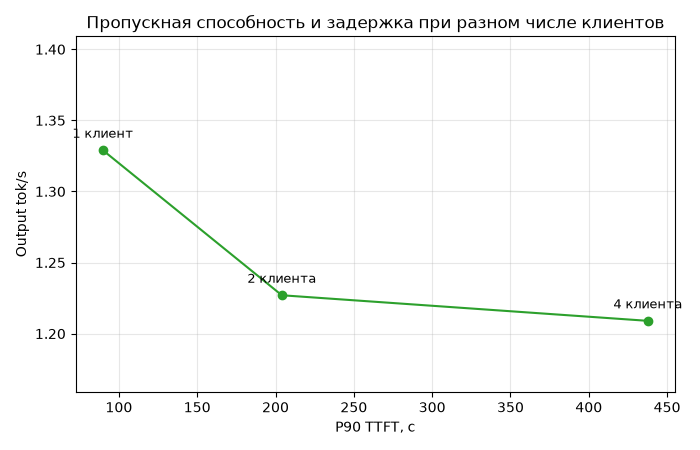 Пропускная способность и задержка при разном числе клиентов
1.40
1.35
1.30
1.25
1.20
Output tok/s
1 клиент
2 клиента
4 клиента
100 150 200 250 300 350 400 450
P90 TTFT, с